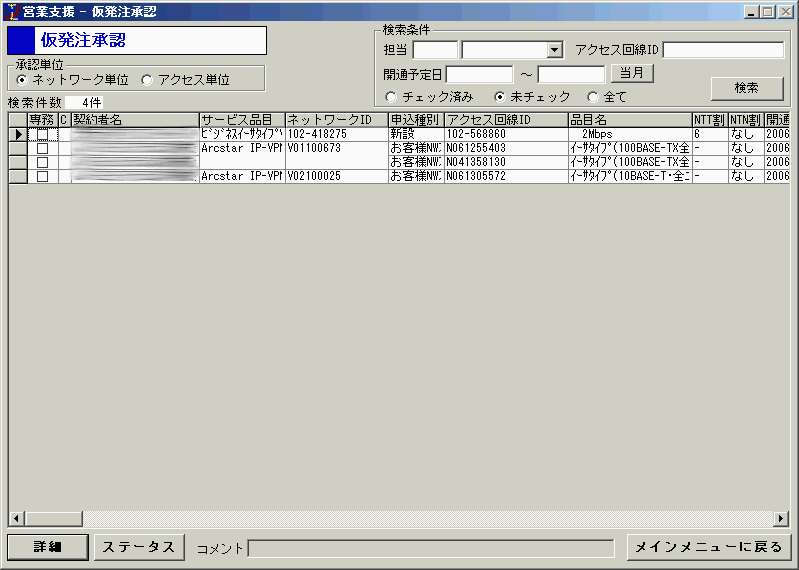 営業支援 - 仮発注承認
仮発注承認
承認単位
ネットワーク単位 アクセス単位
検索件数 4件
検索条件
担当 アクセス回線ID
開通予定日 ～ 当月
チェック済み 未チェック 全て
検索
専務 C 契約者名 サービス品目 ネットワークID 申込種別 アクセス回線ID 品目名 NTT割 NTN割 開通
ﾋﾞｼﾞﾈｽｲｰｻﾀｲﾌﾟ 102-418275 新設 102-568860 2Mbps 6 なし 2006
Arcstar IP-VPN V01100673 お客様NW N061255403 ｲｰｻﾀｲﾌﾟ(100BASE-TX全 - なし 2006
お客様NW N041358130 ｲｰｻﾀｲﾌﾟ(100BASE-TX全 - なし 2006
Arcstar IP-VPN V02100025 お客様NW N061305572 ｲｰｻﾀｲﾌﾟ(10BASE-T･全ニ - なし 2006
詳細 ステータス コメント メインメニューに戻る